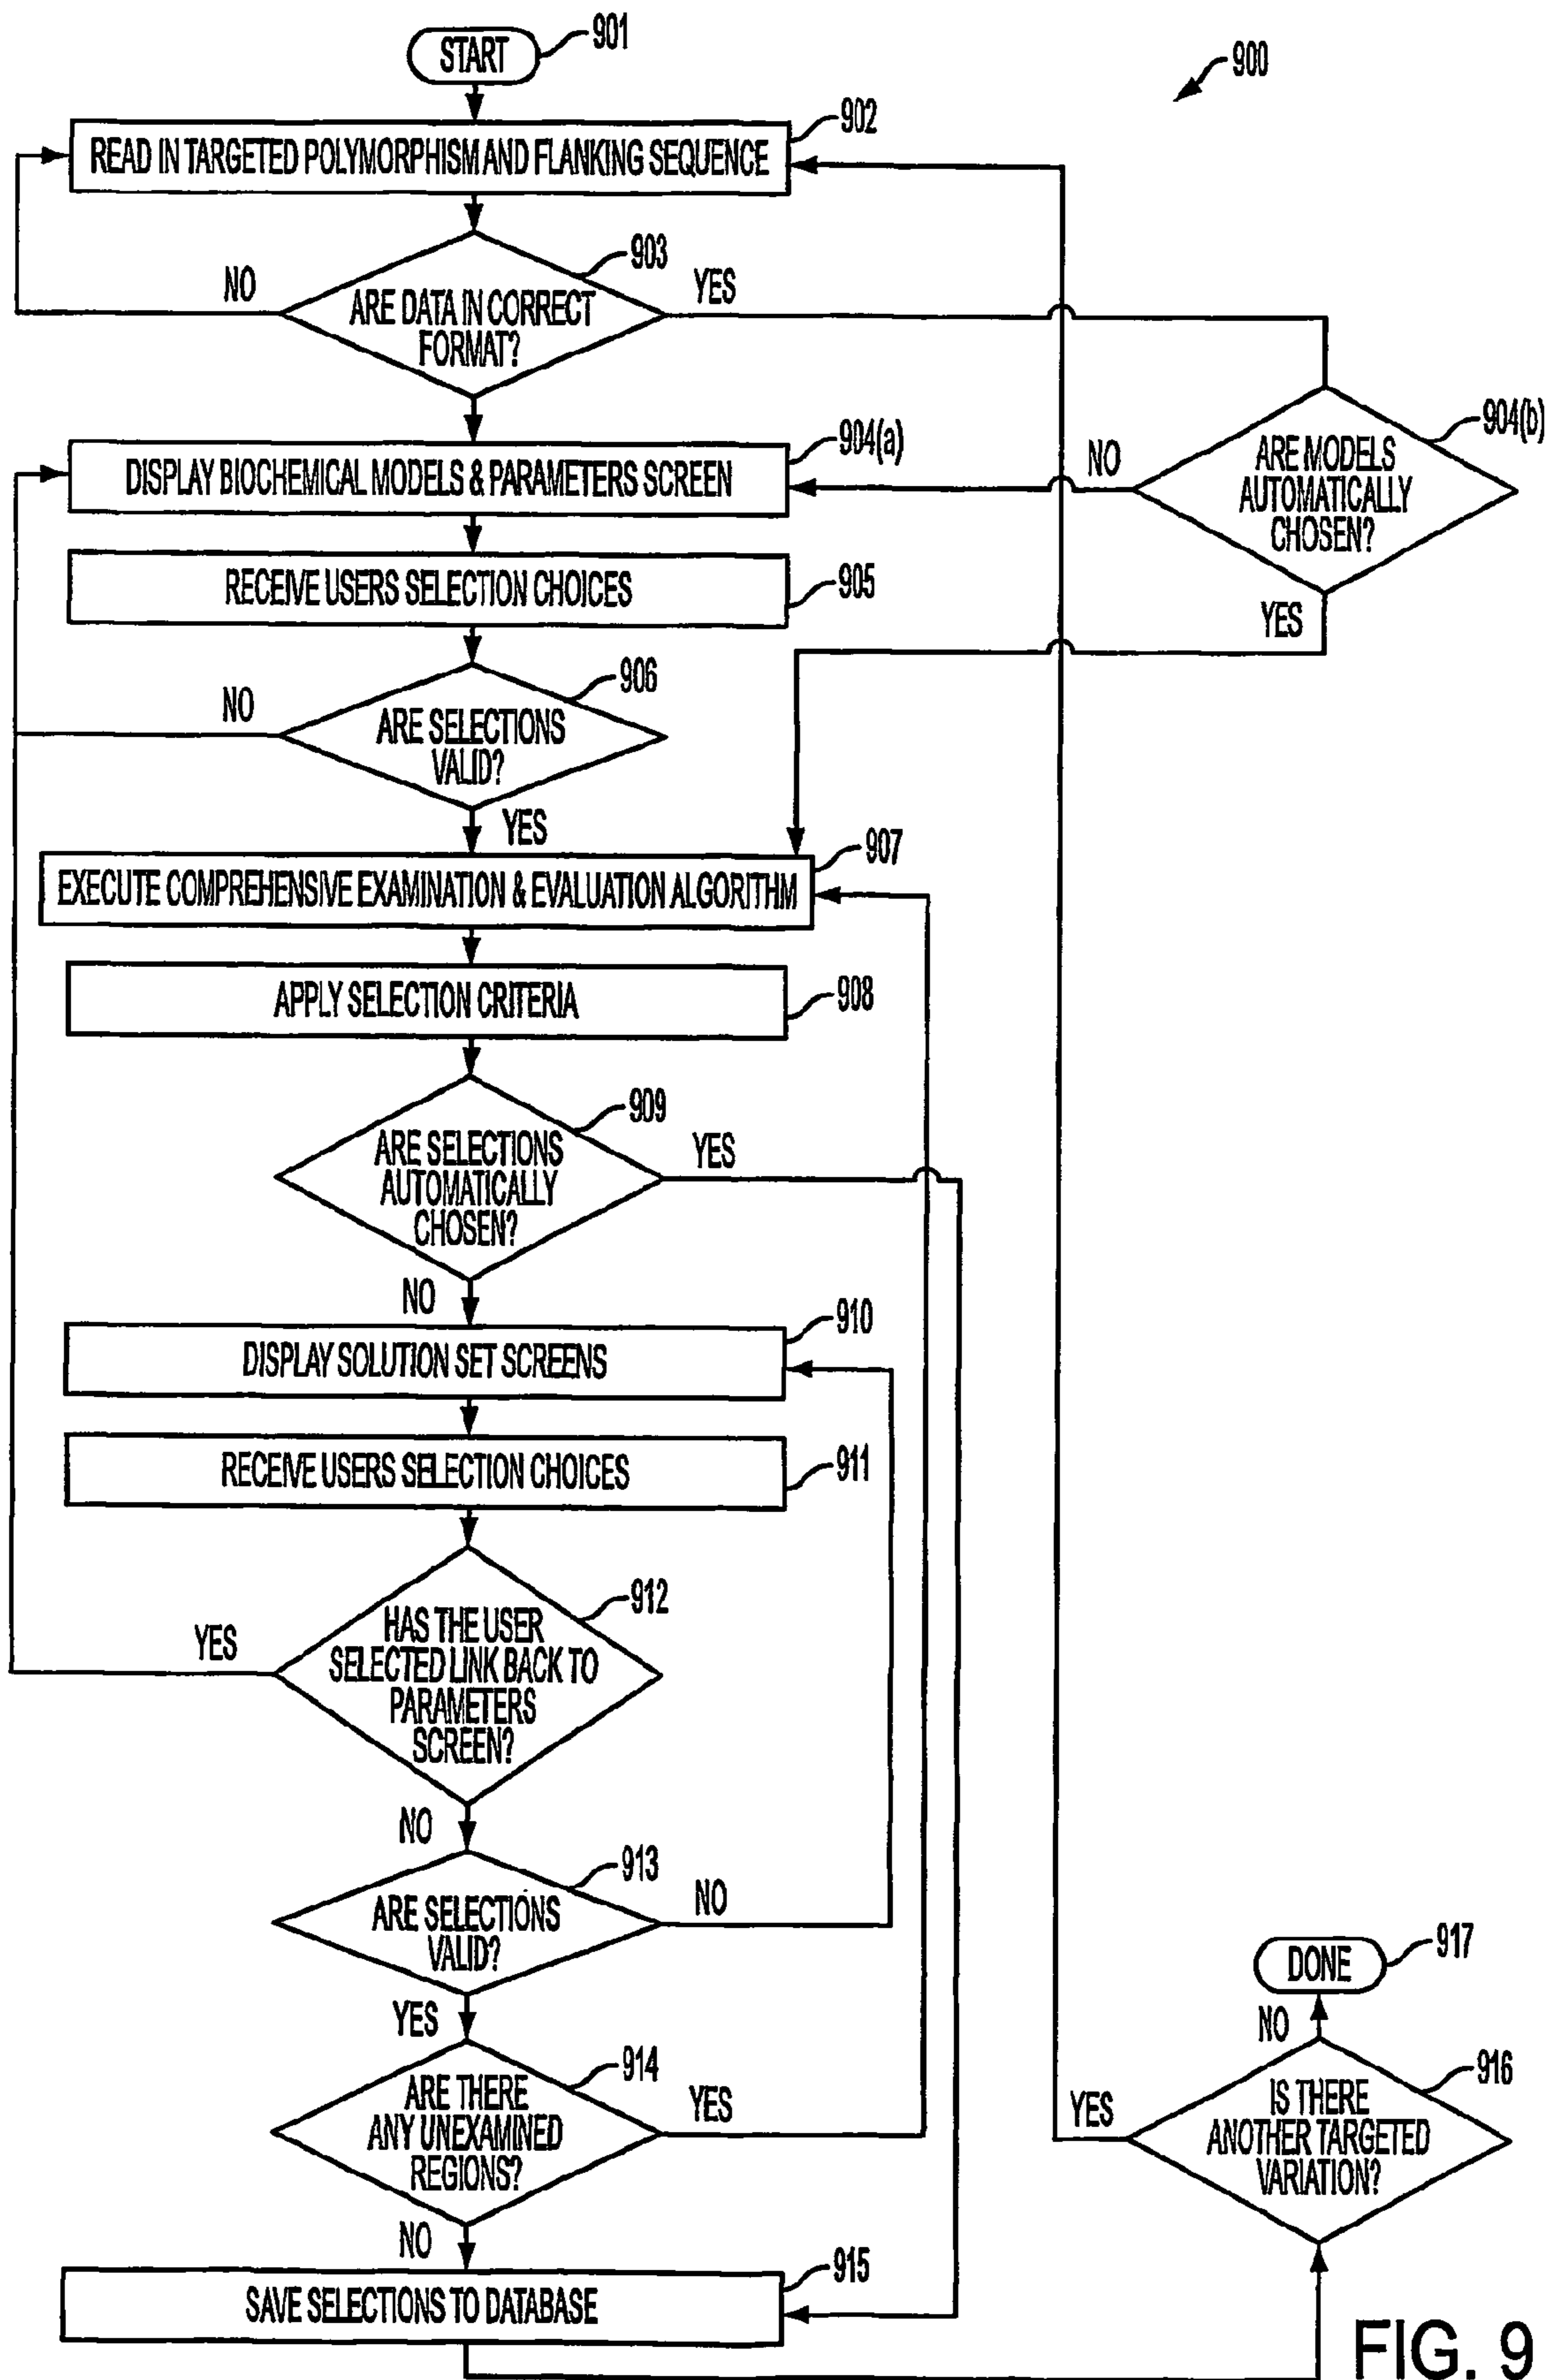 START
901
900
902
READ IN TARGETED POLYMORPHISM AND FLANKING SEQUENCE
903
NO
YES
ARE DATA IN CORRECT
FORMAT?
904(a)
904(b)
DISPLAY BIOCHEMICAL MODELS & PARAMETERS SCREEN
NO
ARE MODELS
AUTOMATICALLY
CHOSEN?
RECEIVE USERS SELECTION CHOICES
905
YES
906
NO
ARE SELECTIONS
VALID?
YES
907
EXECUTE COMPREHENSIVE EXAMINATION & EVALUATION ALGORITHM
APPLY SELECTION CRITERIA
908
909
ARE SELECTIONS
AUTOMATICALLY
CHOSEN?
YES
NO
910
DISPLAY SOLUTION SET SCREENS
RECEIVE USERS SELECTION CHOICES
911
912
YES
HAS THE USER
SELECTED LINK BACK TO
PARAMETERS
SCREEN?
NO
913
ARE SELECTIONS
VALID?
NO
YES
DONE
917
NO
914
ARE THERE
ANY UNEXAMINED
REGIONS?
YES
916
YES
IS THERE
ANOTHER TARGETED
VARIATION?
NO
915
SAVE SELECTIONS TO DATABASE
FIG. 9